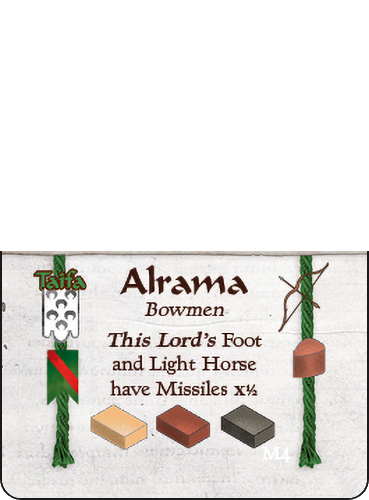 Taifa
Alrama
Bowmen
This Lord's Foot
and Light Horse
have Missiles x½
M4